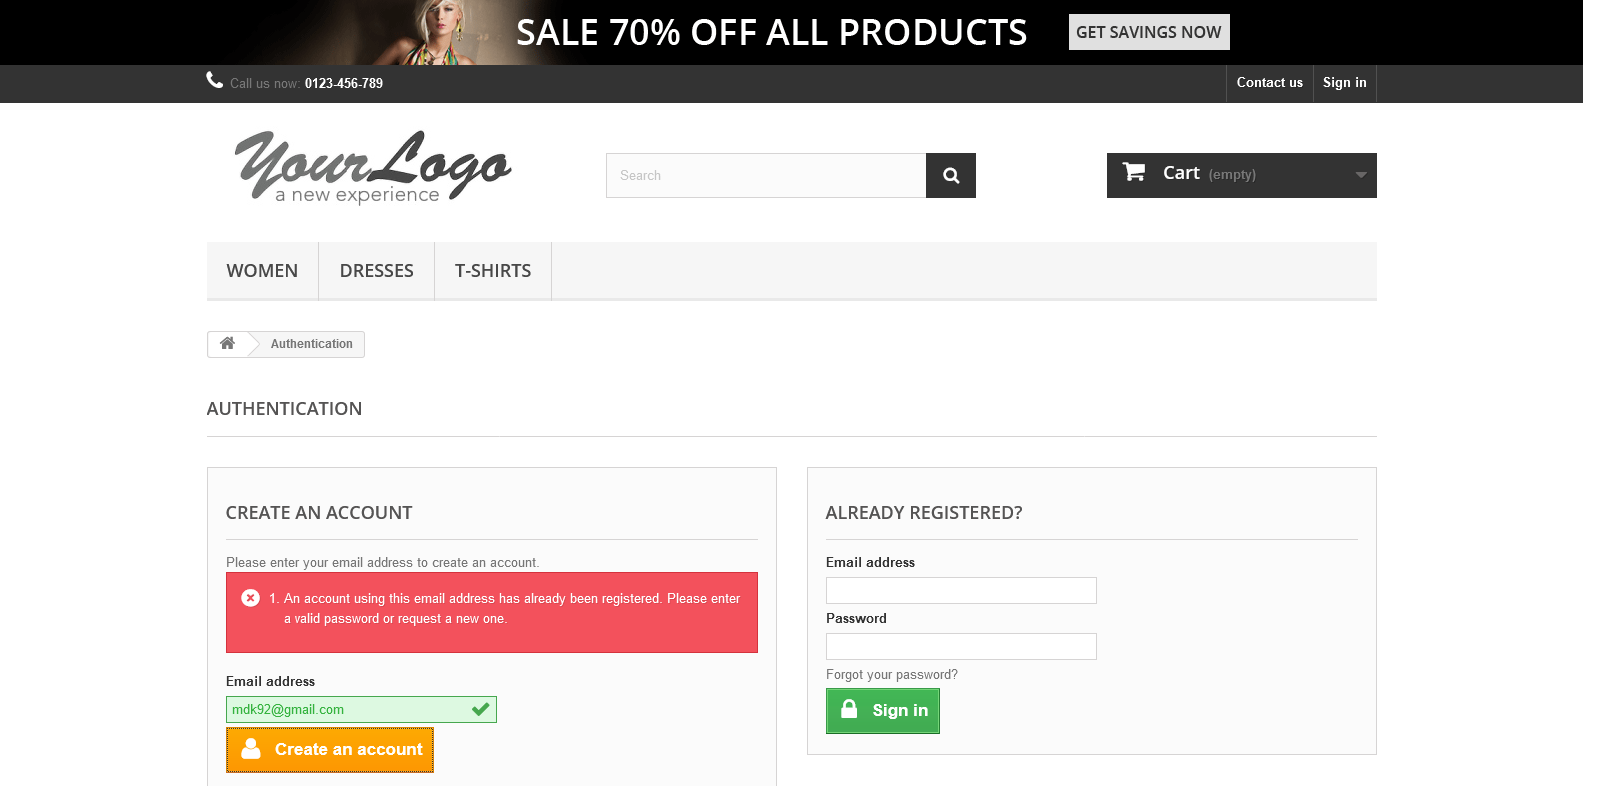 SALE 70% OFF ALL PRODUCTS GET SAVINGS NOW
Call us now: 0123-456-789 Contact us Sign in
YourLogo
a new experience
Search
Cart (empty)
WOMEN DRESSES T-SHIRTS
Authentication
AUTHENTICATION
CREATE AN ACCOUNT
Please enter your email address to create an account.
1. An account using this email address has already been registered. Please enter
a valid password or request a new one.
Email address
mdk92@gmail.com
Create an account
ALREADY REGISTERED?
Email address
Password
Forgot your password?
Sign in